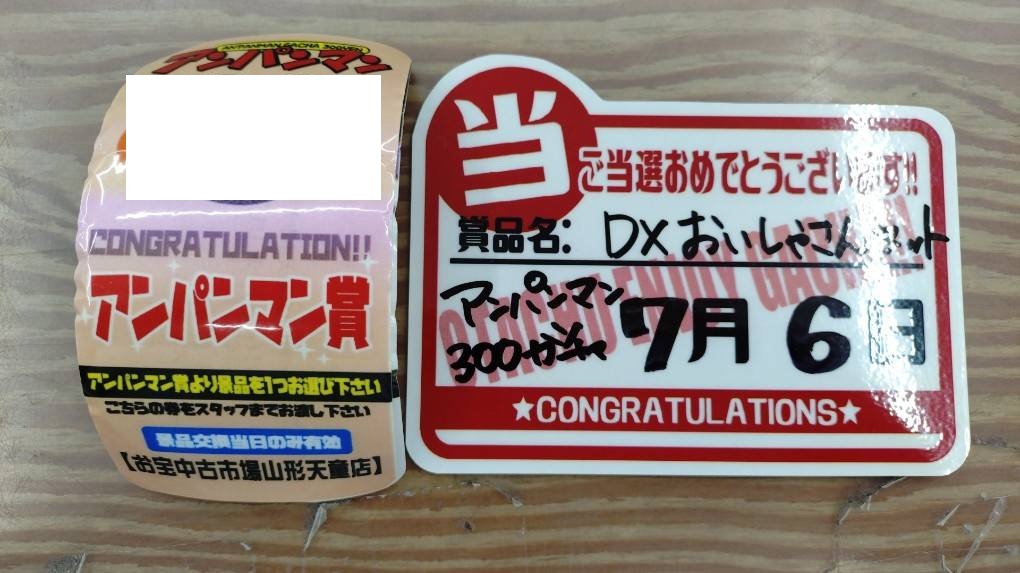 ANPANMAN GACHA 300YEN
アンパンマン
CONGRATULATION!!
アンパンマン賞
アンパンマン賞より景品を1つお選び下さい
こちらの券をスタッフまでお渡し下さい
景品交換当日のみ有効
【お宝中古市場山形天童店】
当
ご当選おめでとうございます!!
賞品名: DXおいしゃさんセット
アンパンマン
300ガチャ
7月6日
★CONGRATULATIONS★